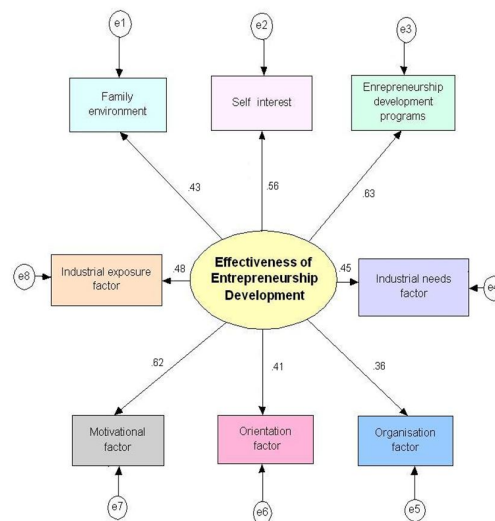 e1
e2
e3
Family
environment
Self interest
Enrepreneurship
development
programs
.43
.56
.63
e8
Industrial exposure
factor
.48
Effectiveness of
Entrepreneurship
Development
.45
Industrial needs
factor
e4
.62
.41
.36
Motivational
factor
Orientation
factor
Organisation
factor
e7
e6
e5